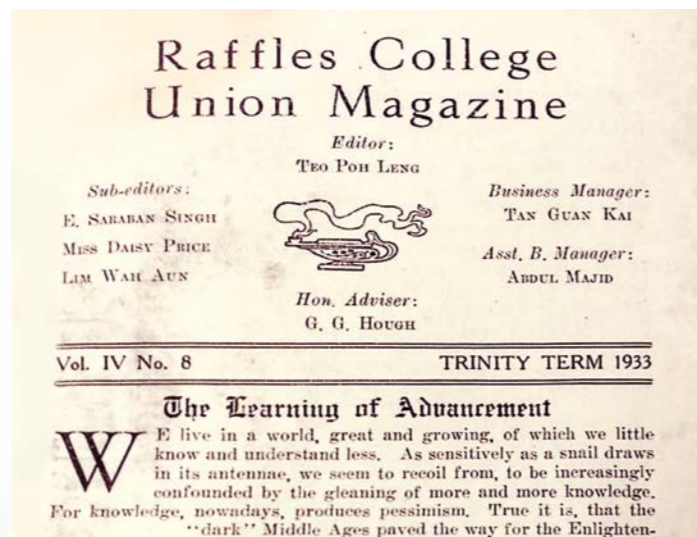 Raffles College
Union Magazine
Editor:
TEO POH LENG
Sub-editors:
E. SARABAN SINGH
MISS DAISY PRICE
LIM WAH AUN
Business Manager:
TAN GUAN KAI
Asst. B. Manager:
ABDUL MAJID
Hon. Adviser:
G. G. HOUGH
Vol. IV No. 8 TRINITY TERM 1933
The Learning of Advancement
WE live in a world, great and growing, of which we little
know and understand less. As sensitively as a snail draws
in its antennae, we seem to recoil from, to be increasingly
confounded by the gleaning of more and more knowledge.
For knowledge, nowadays, produces pessimism. True it is, that the
"dark" Middle Ages paved the way for the Enlighten-